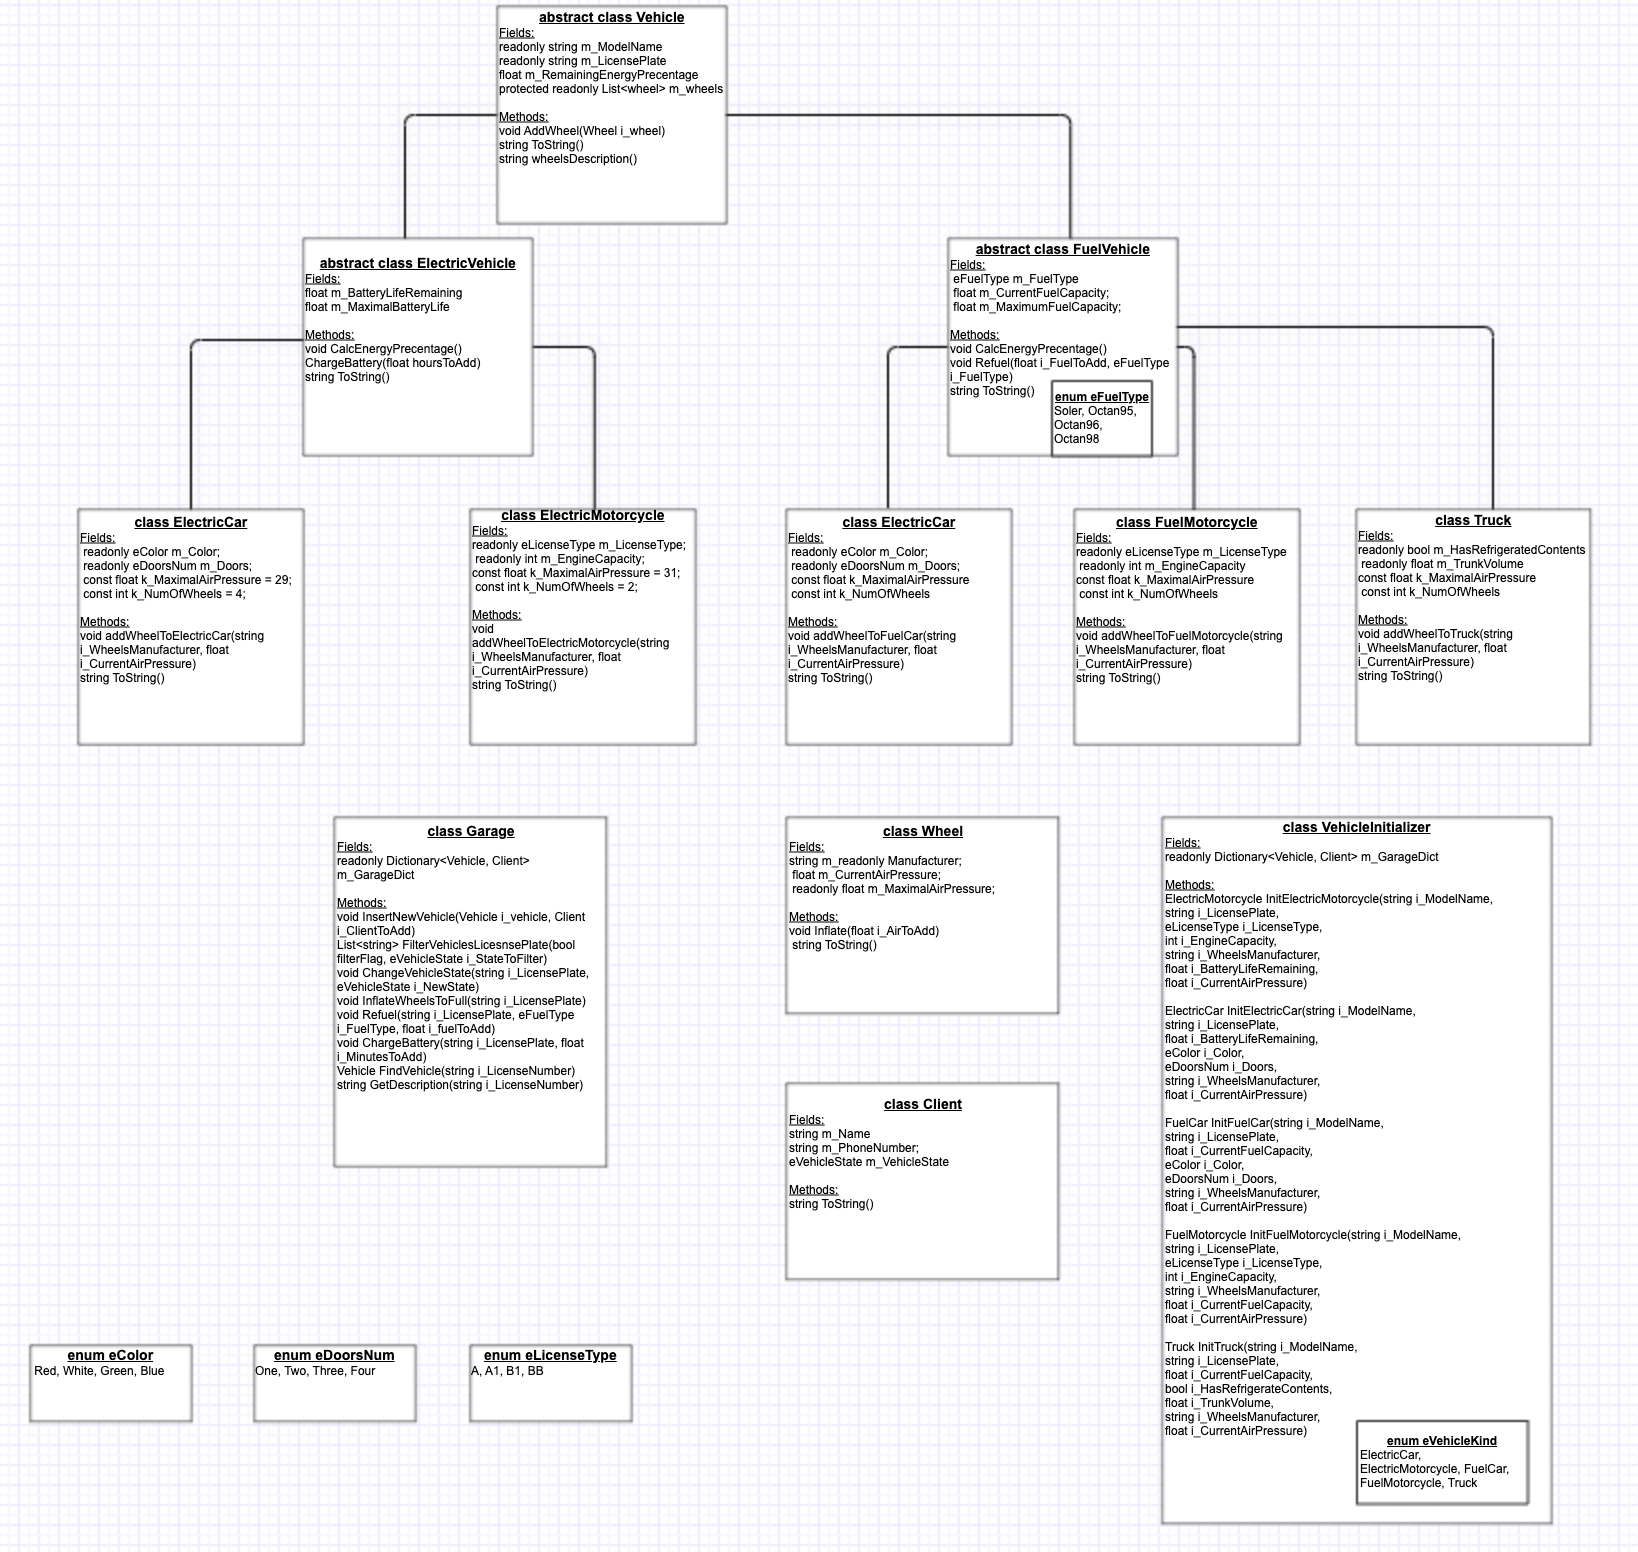 abstract class Vehicle
Fields:
readonly string m_ModelName
readonly string m_LicensePlate
float m_RemainingEnergyPrecentage
protected readonly List<wheel> m_wheels
Methods:
void AddWheel(Wheel i_wheel)
string ToString()
string wheelsDescription()
abstract class ElectricVehicle
Fields:
float m_BatteryLifeRemaining
float m_MaximalBatteryLife
Methods:
void CalcEnergyPrecentage()
ChargeBattery(float hoursToAdd)
string ToString()
abstract class FuelVehicle
Fields:
eFuelType m_FuelType
float m_CurrentFuelCapacity;
float m_MaximumFuelCapacity;
Methods:
void CalcEnergyPrecentage()
void Refuel(float i_FuelToAdd, eFuelType
i_FuelType)
string ToString()
enum eFuelType
Soler, Octan95,
Octan96,
Octan98
class ElectricCar
Fields:
readonly eColor m_Color;
readonly eDoorsNum m_Doors;
const float k_MaximalAirPressure = 29;
const int k_NumOfWheels = 4;
Methods:
void addWheelToElectricCar(string
i_WheelsManufacturer, float
i_CurrentAirPressure)
string ToString()
class ElectricMotorcycle
Fields:
readonly eLicenseType m_LicenseType;
readonly int m_EngineCapacity;
const float k_MaximalAirPressure = 31;
const int k_NumOfWheels = 2;
Methods:
void
addWheelToElectricMotorcycle(string
i_WheelsManufacturer, float
i_CurrentAirPressure)
string ToString()
class ElectricCar
Fields:
readonly eColor m_Color;
readonly eDoorsNum m_Doors;
const float k_MaximalAirPressure
const int k_NumOfWheels
Methods:
void addWheelToFuelCar(string
i_WheelsManufacturer, float
i_CurrentAirPressure)
string ToString()
class FuelMotorcycle
Fields:
readonly eLicenseType m_LicenseType
readonly int m_EngineCapacity
const float k_MaximalAirPressure
const int k_NumOfWheels
Methods:
void addWheelToFuelMotorcycle(string
i_WheelsManufacturer, float
i_CurrentAirPressure)
string ToString()
class Truck
Fields:
readonly bool m_HasRefrigeratedContents
readonly float m_TrunkVolume
const float k_MaximalAirPressure
const int k_NumOfWheels
Methods:
void addWheelToTruck(string
i_WheelsManufacturer, float
i_CurrentAirPressure)
string ToString()
class Garage
Fields:
readonly Dictionary<Vehicle, Client>
m_GarageDict
Methods:
void InsertNewVehicle(Vehicle i_vehicle, Client
i_ClientToAdd)
List<string> FilterVehiclesLicesnsePlate(bool
filterFlag, eVehicleState i_StateToFilter)
void ChangeVehicleState(string i_LicensePlate,
eVehicleState i_NewState)
void InflateWheelsToFull(string i_LicensePlate)
void Refuel(string i_LicensePlate, eFuelType
i_FuelType, float i_fuelToAdd)
void ChargeBattery(string i_LicensePlate, float
i_MinutesToAdd)
Vehicle FindVehicle(string i_LicenseNumber)
string GetDescription(string i_LicenseNumber)
class Wheel
Fields:
string m_readonly Manufacturer;
float m_CurrentAirPressure;
readonly float m_MaximalAirPressure;
Methods:
void Inflate(float i_AirToAdd)
string ToString()
class Client
Fields:
string m_Name
string m_PhoneNumber;
eVehicleState m_VehicleState
Methods:
string ToString()
class VehicleInitializer
Fields:
readonly Dictionary<Vehicle, Client> m_GarageDict
Methods:
ElectricMotorcycle InitElectricMotorcycle(string i_ModelName,
string i_LicensePlate,
eLicenseType i_LicenseType,
int i_EngineCapacity,
string i_WheelsManufacturer,
float i_BatteryLifeRemaining,
float i_CurrentAirPressure)
ElectricCar InitElectricCar(string i_ModelName,
string i_LicensePlate,
float i_BatteryLifeRemaining,
eColor i_Color,
eDoorsNum i_Doors,
string i_WheelsManufacturer,
float i_CurrentAirPressure)
FuelCar InitFuelCar(string i_ModelName,
string i_LicensePlate,
float i_CurrentFuelCapacity,
eColor i_Color,
eDoorsNum i_Doors,
string i_WheelsManufacturer,
float i_CurrentAirPressure)
FuelMotorcycle InitFuelMotorcycle(string i_ModelName,
string i_LicensePlate,
eLicenseType i_LicenseType,
int i_EngineCapacity,
string i_WheelsManufacturer,
float i_CurrentFuelCapacity,
float i_CurrentAirPressure)
Truck InitTruck(string i_ModelName,
string i_LicensePlate,
float i_CurrentFuelCapacity,
bool i_HasRefrigerateContents,
float i_TrunkVolume,
string i_WheelsManufacturer,
float i_CurrentAirPressure)
enum eVehicleKind
ElectricCar,
ElectricMotorcycle, FuelCar,
FuelMotorcycle, Truck
enum eColor
Red, White, Green, Blue
enum eDoorsNum
One, Two, Three, Four
enum eLicenseType
A, A1, B1, BB